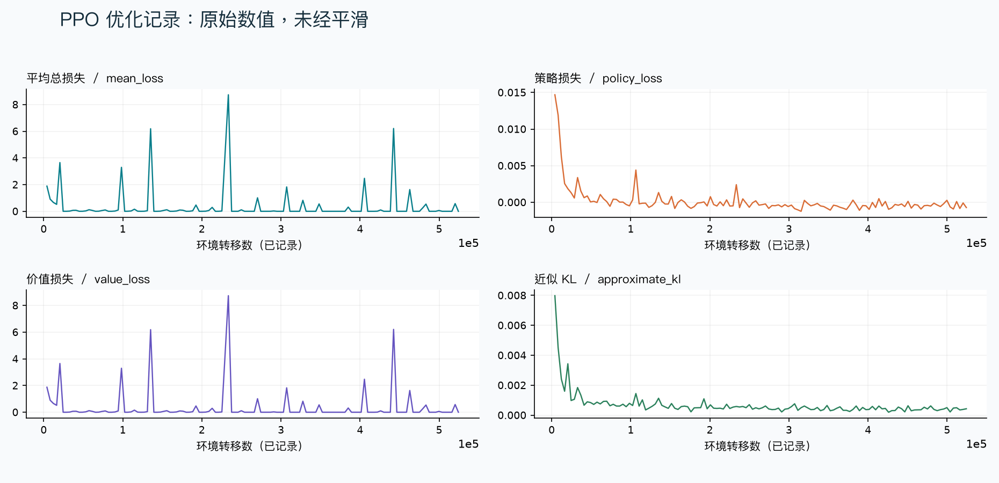 PPO 优化记录：原始数值，未经平滑
平均总损失 / mean_loss
8
6
4
2
0
0 1 2 3 4 5
1e5
环境转移数（已记录）
策略损失 / policy_loss
0.015
0.010
0.005
0.000
0 1 2 3 4 5
1e5
环境转移数（已记录）
价值损失 / value_loss
8
6
4
2
0
0 1 2 3 4 5
1e5
环境转移数（已记录）
近似 KL / approximate_kl
0.008
0.006
0.004
0.002
0.000
0 1 2 3 4 5
1e5
环境转移数（已记录）